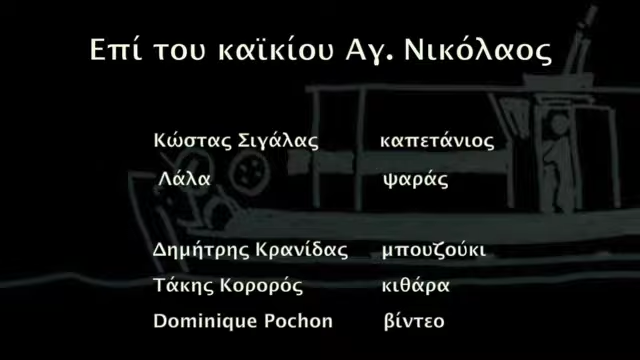 Επί του καϊκίου Αγ. Νικόλαος
Κώστας Σιγάλας καπετάνιος
Λάλα ψαράς
Δημήτρης Κρανίδας μπουζούκι
Τάκης Κορορός κιθάρα
Dominique Pochon βίντεο